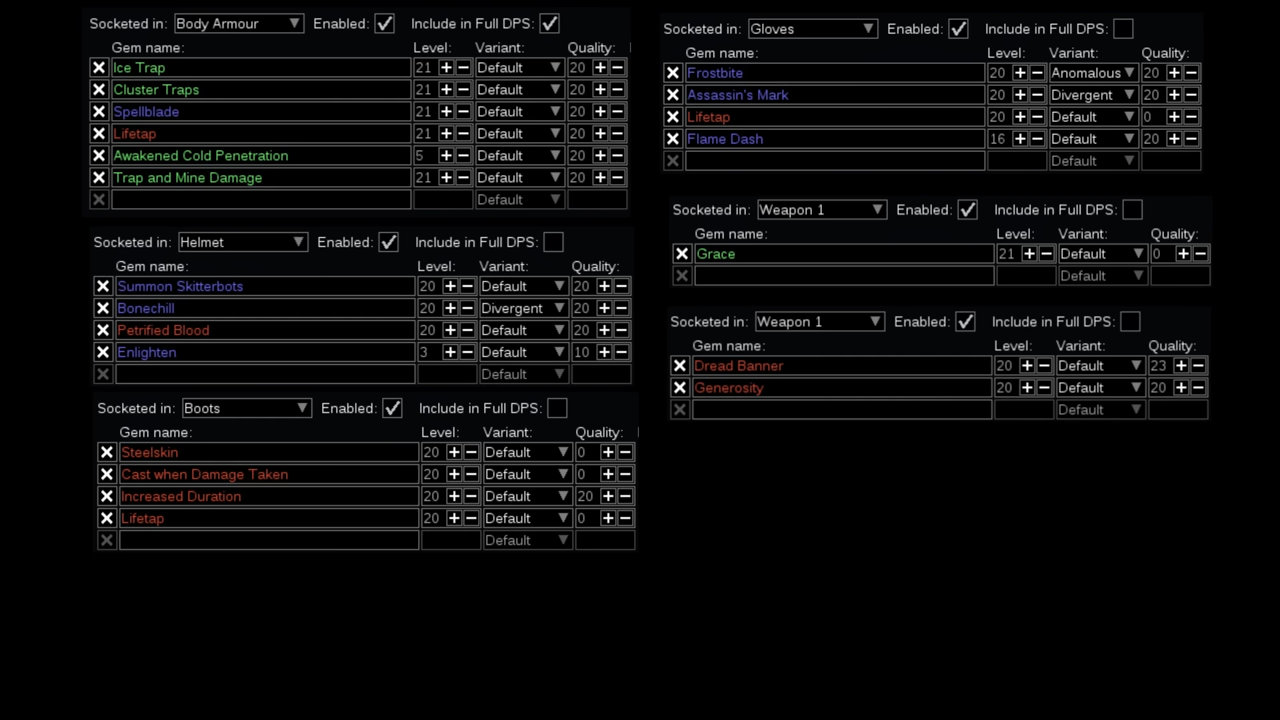 Socketed in: Body Armour Enabled: Include in Full DPS:
Gem name: Level: Variant: Quality:
Ice Trap 21 Default 20
Cluster Traps 21 Default 20
Spellblade 21 Default 20
Lifetap 21 Default 20
Awakened Cold Penetration 5 Default 20
Trap and Mine Damage 21 Default 20
Default
Socketed in: Helmet Enabled: Include in Full DPS:
Gem name: Level: Variant: Quality:
Summon Skitterbots 20 Default 20
Bonechill 20 Divergent 20
Petrified Blood 20 Default 20
Enlighten 3 Default 10
Default
Socketed in: Boots Enabled: Include in Full DPS:
Gem name: Level: Variant: Quality:
Steelskin 20 Default 0
Cast when Damage Taken 20 Default 0
Increased Duration 20 Default 20
Lifetap 20 Default 0
Default
Socketed in: Gloves Enabled: Include in Full DPS:
Gem name: Level: Variant: Quality:
Frostbite 20 Anomalous 20
Assassin's Mark 20 Divergent 20
Lifetap 20 Default 0
Flame Dash 16 Default 20
Default
Socketed in: Weapon 1 Enabled: Include in Full DPS:
Gem name: Level: Variant: Quality:
Grace 21 Default 0
Default
Socketed in: Weapon 1 Enabled: Include in Full DPS:
Gem name: Level: Variant: Quality:
Dread Banner 20 Default 23
Generosity 20 Default 20
Default